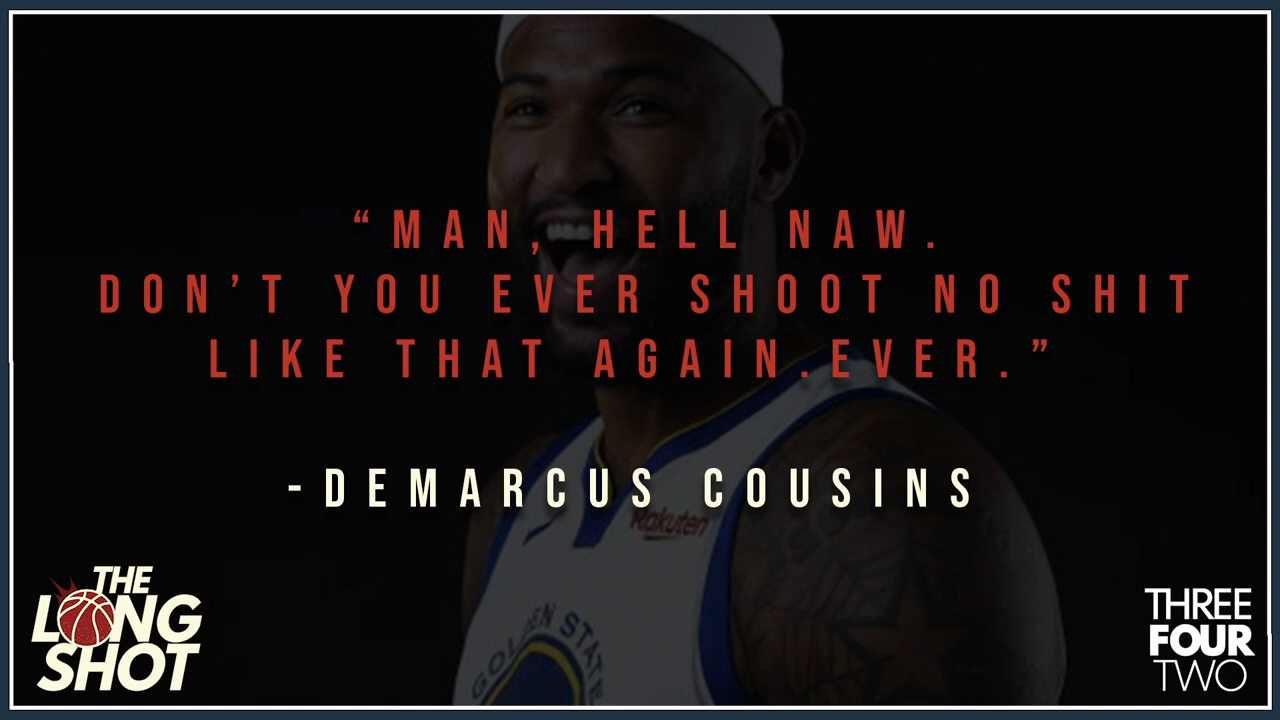 “MAN, HELL NAW.
DON’T YOU EVER SHOOT NO SHIT
LIKE THAT AGAIN.EVER.”
-DEMARCUS COUSINS
Rakuten
GOLDEN STATE
THE
LONG
SHOT
THREE
FOUR
TWO